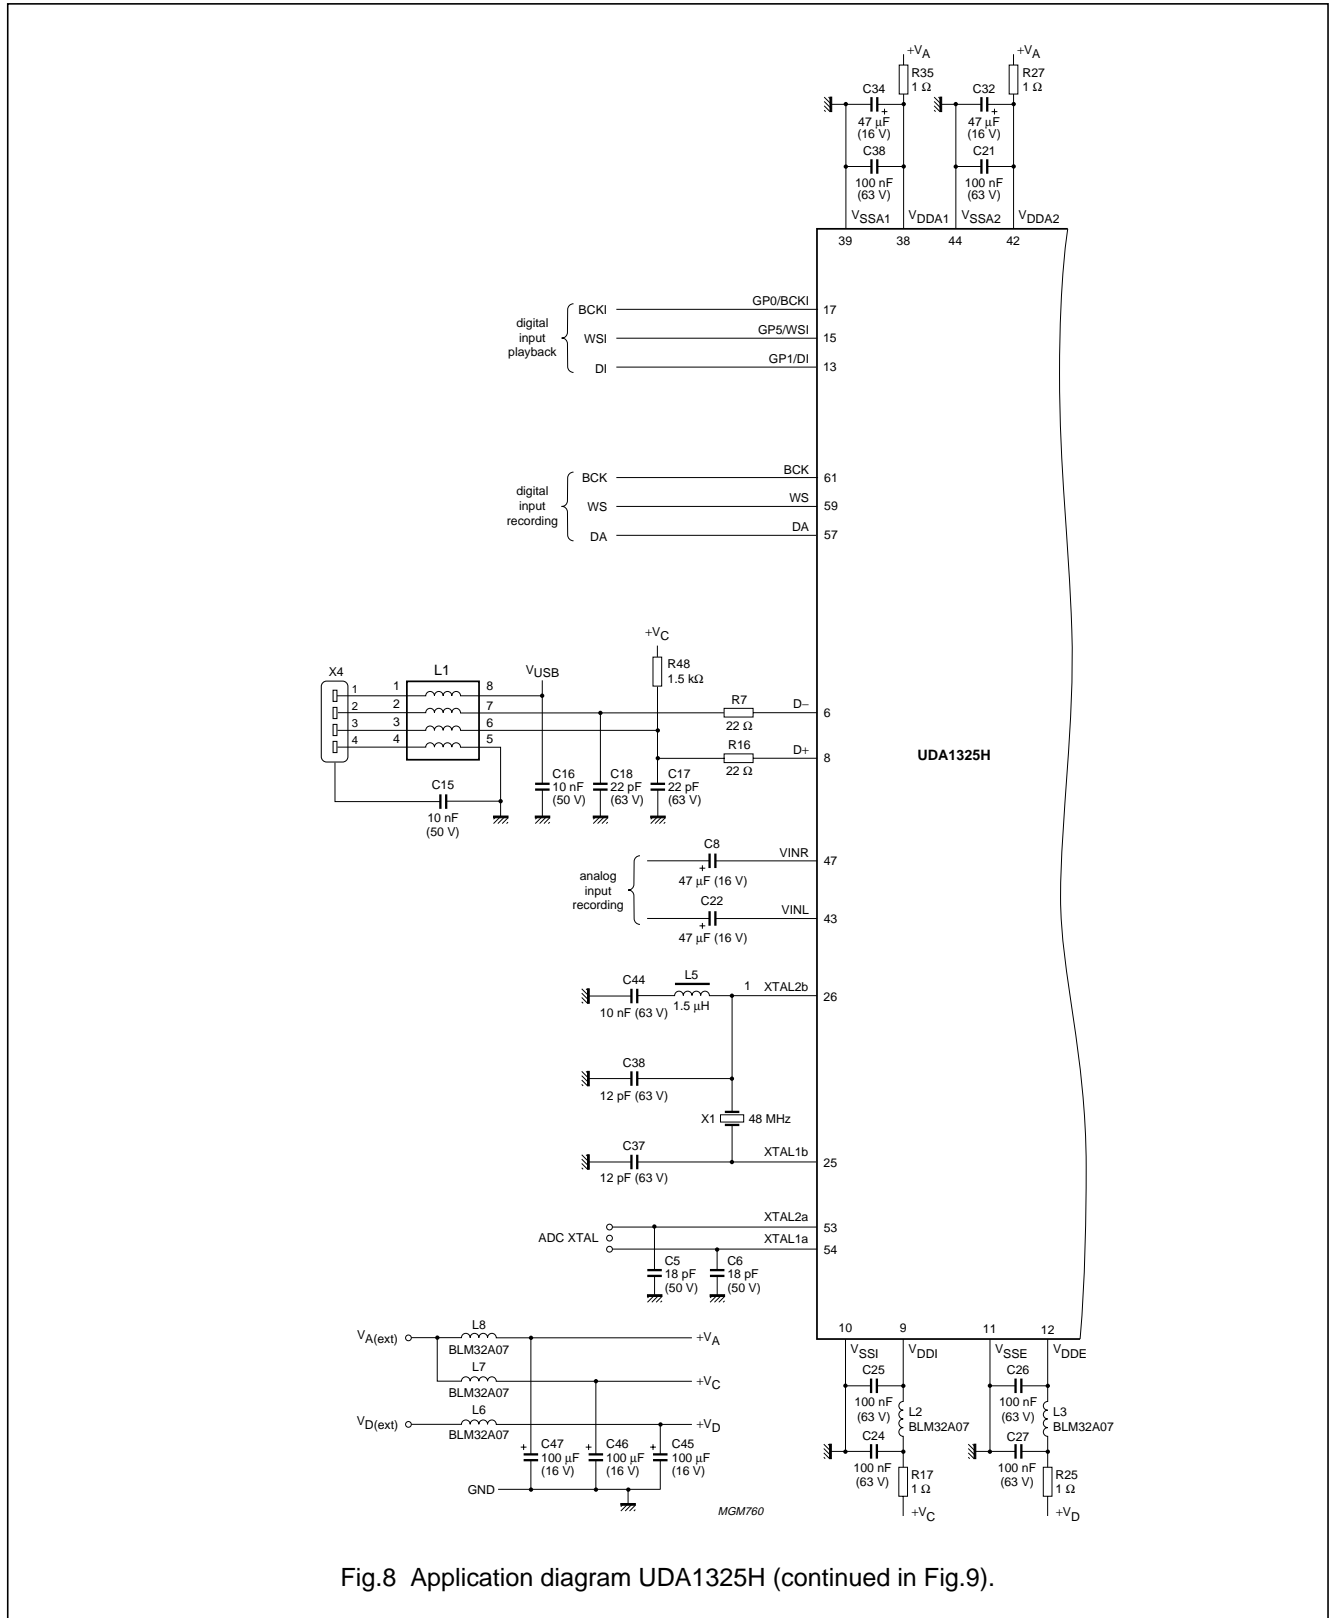 +VA +VA
R35 R27
1 Ω 1 Ω
C34 C32
47 μF 47 μF
+ +
(16 V) (16 V)
C38 C21
100 nF 100 nF
(63 V) (63 V)
VSSA1 VDDA1 VSSA2 VDDA2
39 38 44 42
digital
input
playback
BCKI GP0/BCKI 17
WSI GP5/WSI 15
DI GP1/DI 13
digital
input
recording
BCK BCK 61
WS WS 59
DA DA 57
+VC
R48
1.5 kΩ
X4 L1 VUSB
1 1 8
2 2 7
3 3 6
4 4 5
R7 D− 6
22 Ω
R16 D+ 8
22 Ω
UDA1325H
C15
10 nF
(50 V)
C16 C18 C17
10 nF 22 pF 22 pF
(50 V) (63 V) (63 V)
analog
input
recording
C8 VINR 47
+
47 μF (16 V)
C22 VINL 43
+
47 μF (16 V)
C44 L5 1 XTAL2b 26
10 nF (63 V) 1.5 μH
C38
12 pF (63 V)
X1 48 MHz
C37 XTAL1b 25
12 pF (63 V)
ADC XTAL
XTAL2a 53
XTAL1a 54
C5 C6
18 pF 18 pF
(50 V) (50 V)
VA(ext) L8 +VA
BLM32A07
L7 +VC
BLM32A07
VD(ext) L6 +VD
BLM32A07
+ C47 + C46 + C45
100 μF 100 μF 100 μF
(16 V) (16 V) (16 V)
GND
10 9 11 12
VSSI VDDI VSSE VDDE
C25 C26
100 nF 100 nF
(63 V) (63 V)
L2 L3
BLM32A07 BLM32A07
C24 C27
100 nF 100 nF
(63 V) (63 V)
R17 R25
1 Ω 1 Ω
+VC +VD
MGM760
Fig.8 Application diagram UDA1325H (continued in Fig.9).